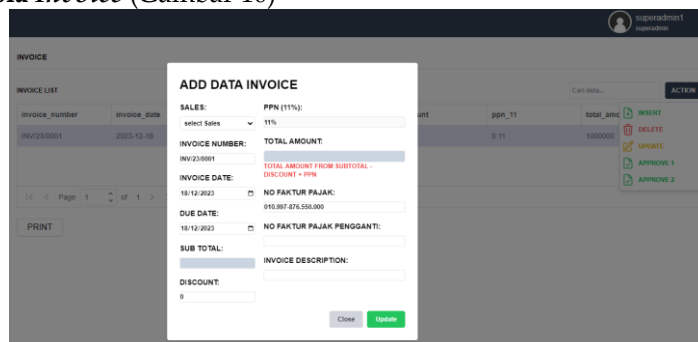 (Gambar 16)
superadmin1
superadmin
INVOICE
INVOICE LIST
Cari data...
ACTION
invoice_number invoice_date ppn_11
INV/23/0001 2023-12-18 0.11 1000000
Page 1 of 1
PRINT
INSERT
DELETE
UPDATE
APPROVE 1
APPROVE 2
ADD DATA INVOICE
SALES:
select Sales
INVOICE NUMBER:
INV/23/0001
INVOICE DATE:
18/12/2023
DUE DATE:
18/12/2023
SUB TOTAL:
DISCOUNT:
0
PPN (11%):
11%
TOTAL AMOUNT:
TOTAL AMOUNT FROM SUBTOTAL -
DISCOUNT + PPN
NO FAKTUR PAJAK:
010.997-876.550.000
NO FAKTUR PAJAK PENGGANTI:
INVOICE DESCRIPTION:
Close Update